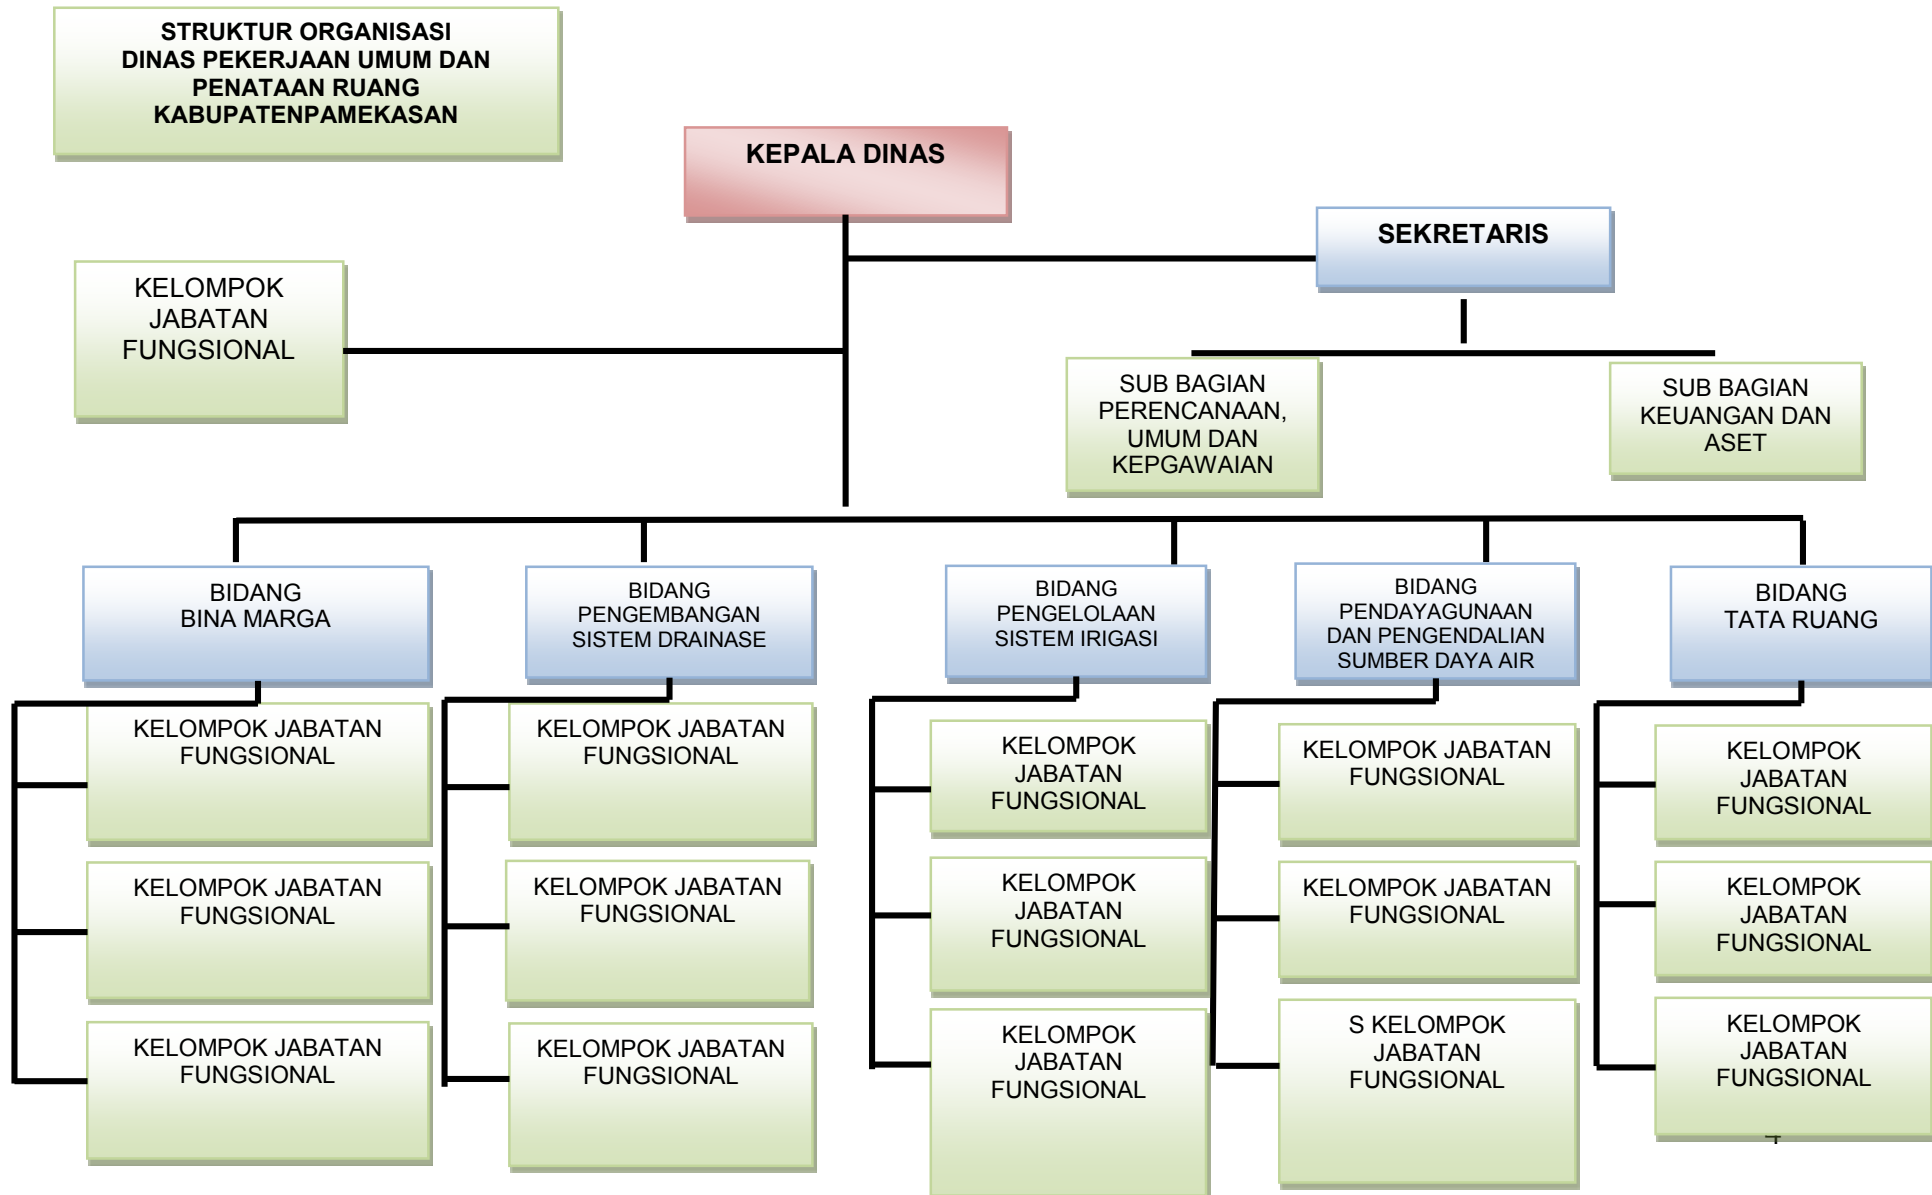 STRUKTUR ORGANISASI
DINAS PEKERJAAN UMUM DAN
PENATAAN RUANG
KABUPATENPAMEKASAN
KEPALA DINAS
SEKRETARIS
KELOMPOK
JABATAN
FUNGSIONAL
SUB BAGIAN
PERENCANAAN,
UMUM DAN
KEPGAWAIAN
SUB BAGIAN
KEUANGAN DAN
ASET
BIDANG
BINA MARGA
BIDANG
PENGEMBANGAN
SISTEM DRAINASE
BIDANG
PENGELOLAAN
SISTEM IRIGASI
BIDANG
PENDAYAGUNAAN
DAN PENGENDALIAN
SUMBER DAYA AIR
BIDANG
TATA RUANG
KELOMPOK JABATAN
FUNGSIONAL
KELOMPOK JABATAN
FUNGSIONAL
KELOMPOK
JABATAN
FUNGSIONAL
KELOMPOK JABATAN
FUNGSIONAL
KELOMPOK
JABATAN
FUNGSIONAL
KELOMPOK JABATAN
FUNGSIONAL
KELOMPOK JABATAN
FUNGSIONAL
KELOMPOK
JABATAN
FUNGSIONAL
KELOMPOK JABATAN
FUNGSIONAL
KELOMPOK
JABATAN
FUNGSIONAL
KELOMPOK JABATAN
FUNGSIONAL
KELOMPOK JABATAN
FUNGSIONAL
KELOMPOK
JABATAN
FUNGSIONAL
S KELOMPOK
JABATAN
FUNGSIONAL
KELOMPOK
JABATAN
FUNGSIONAL